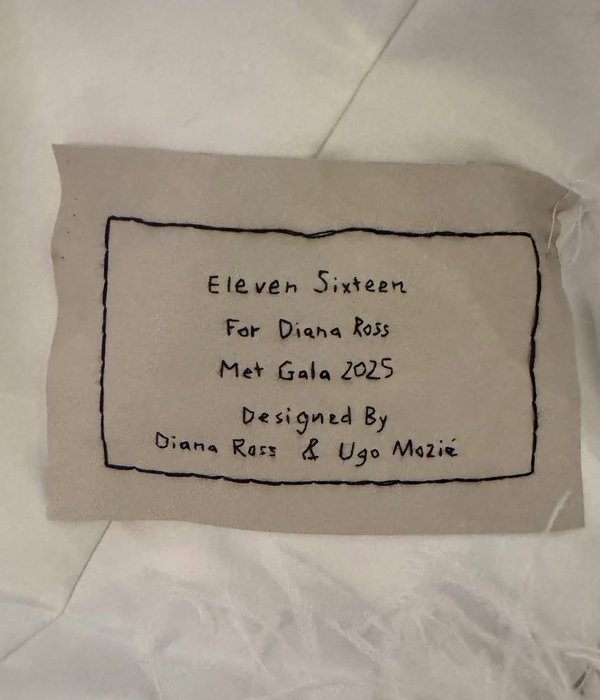 Eleven Sixteen
For Diana Ross
Met Gala 2025
Designed By
Diana Ross & Ugo Mozié